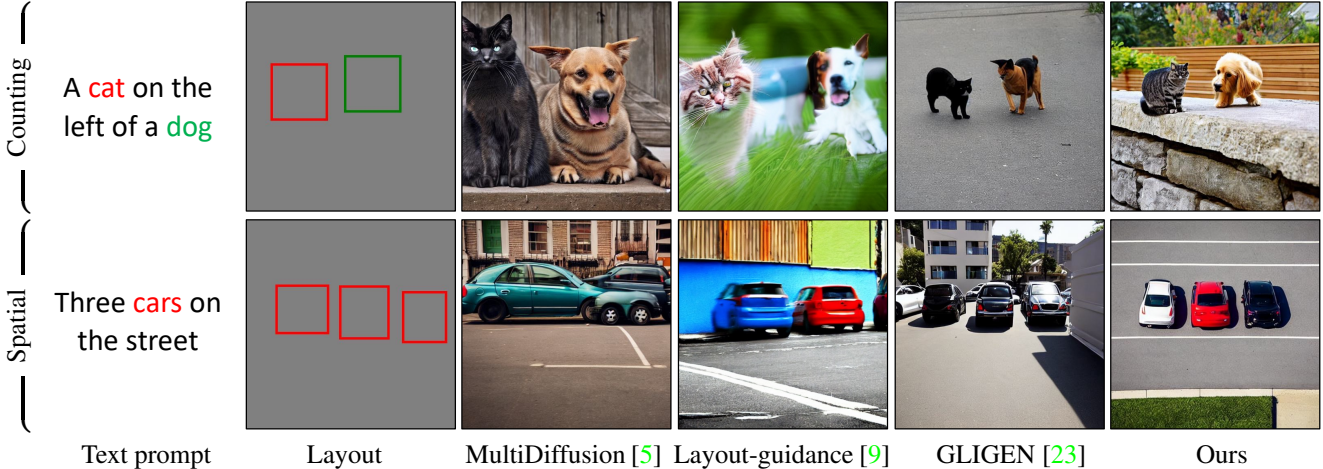 Counting
A cat on the
left of a dog
Spatial
Three cars on
the street
Text prompt
Layout
MultiDiffusion [5]
Layout-guidance [9]
GLIGEN [23]
Ours